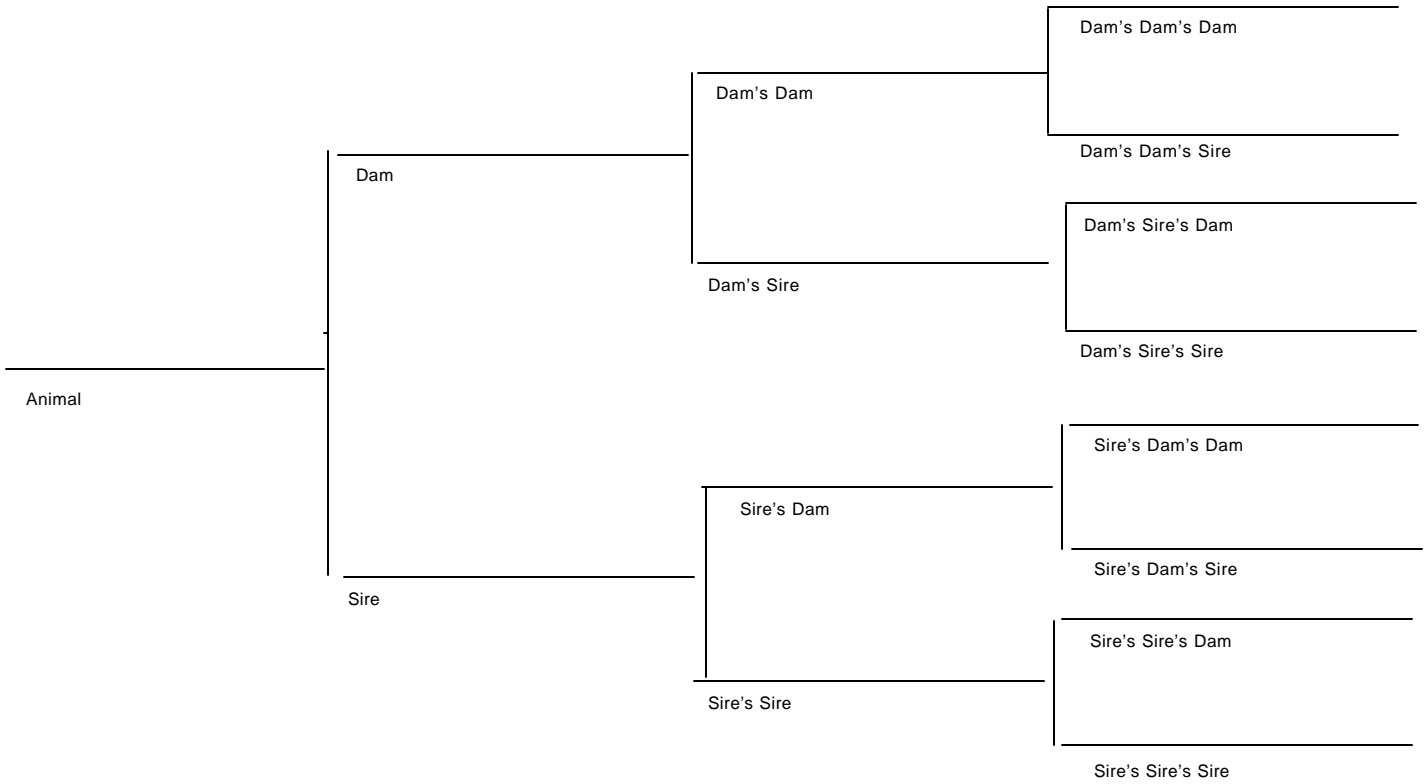 Dam's Dam's Dam
Dam's Dam
Dam's Dam's Sire
Dam
Dam's Sire's Dam
Dam's Sire
Dam's Sire's Sire
Animal
Sire's Dam's Dam
Sire's Dam
Sire's Dam's Sire
Sire
Sire's Sire's Dam
Sire's Sire
Sire's Sire's Sire